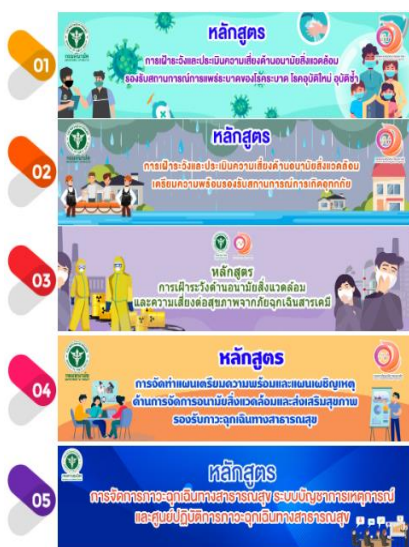 01
หลักสูตร
การเฝ้าระวังและประเมินความเสี่ยงด้านอนามัยสิ่งแวดล้อม
รองรับสถานการณ์การแพร่ระบาดของโรคระบาด โรคอุบัติใหม่ อุบัติซ้ำ
02
หลักสูตร
การเฝ้าระวังและประเมินความเสี่ยงด้านอนามัยสิ่งแวดล้อม
เตรียมความพร้อมรองรับสถานการณ์การเกิดอุทกภัย
03
หลักสูตร
การเฝ้าระวังด้านอนามัยสิ่งแวดล้อม
และความเสี่ยงต่อสุขภาพจากภัยฉุกเฉินสารเคมี
04
หลักสูตร
การจัดทำแผนเตรียมความพร้อมและแผนเผชิญเหตุ
ด้านการจัดการอนามัยสิ่งแวดล้อมและส่งเสริมสุขภาพ
รองรับภาวะฉุกเฉินทางสาธารณสุข
05
หลักสูตร
การจัดการภาวะฉุกเฉินทางสาธารณสุข ระบบบัญชาการเหตุการณ์
และศูนย์ปฏิบัติการภาวะฉุกเฉินทางสาธารณสุข